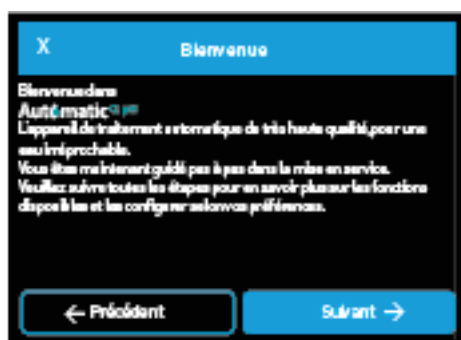 X
Bienvenue
Bienvenue dans
Automatic
L'appareil de traitement automatique de très haute qualité, pour une
eau irréprochable.
Vous êtes maintenant guidé pas à pas dans la mise en service.
Veuillez suivre toutes les étapes pour en savoir plus sur les fonctions
disponibles et les configurer selon vos préférences.
← Précédent
Suivant →